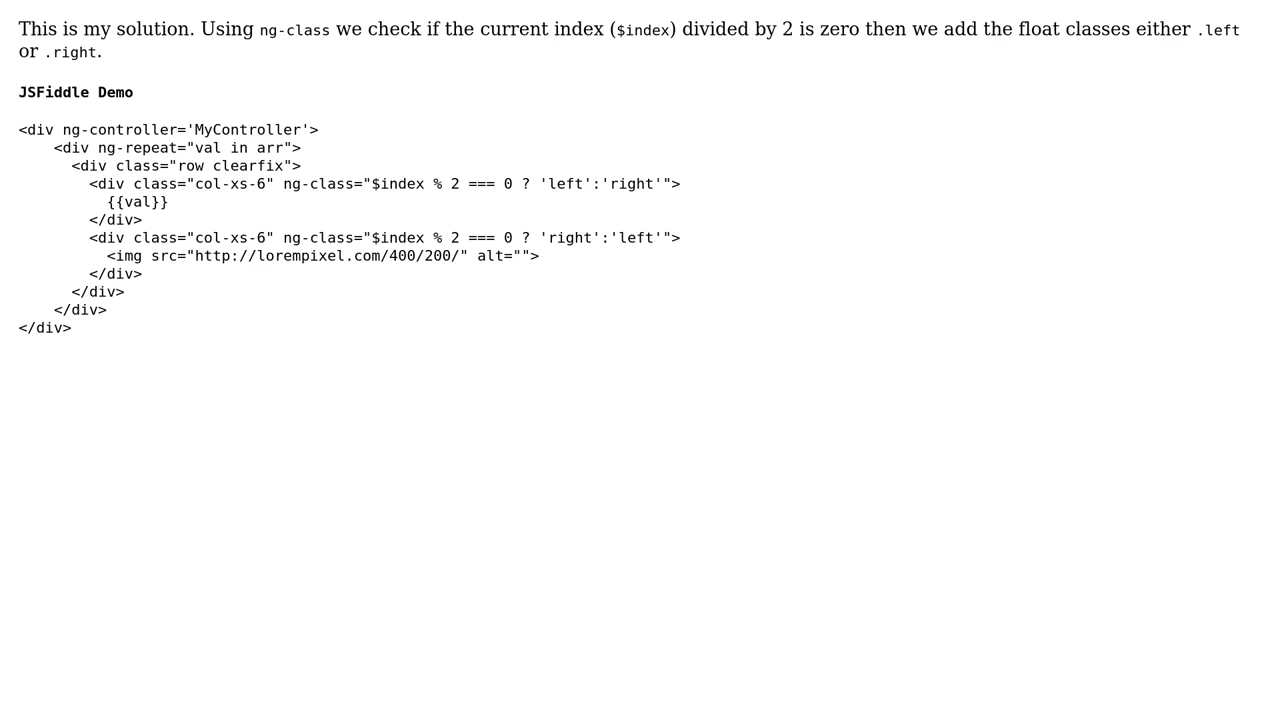 This is my solution. Using ng-class we check if the current index ($index) divided by 2 is zero then we add the float classes either .left
or .right.
JSFiddle Demo
<div ng-controller='MyController'>
    <div ng-repeat="val in arr">
      <div class="row clearfix">
        <div class="col-xs-6" ng-class="$index % 2 === 0 ? 'left':'right'">
          {{val}}
        </div>
        <div class="col-xs-6" ng-class="$index % 2 === 0 ? 'right':'left'">
          <img src="http://lorempixel.com/400/200/" alt="">
        </div>
      </div>
    </div>
</div>